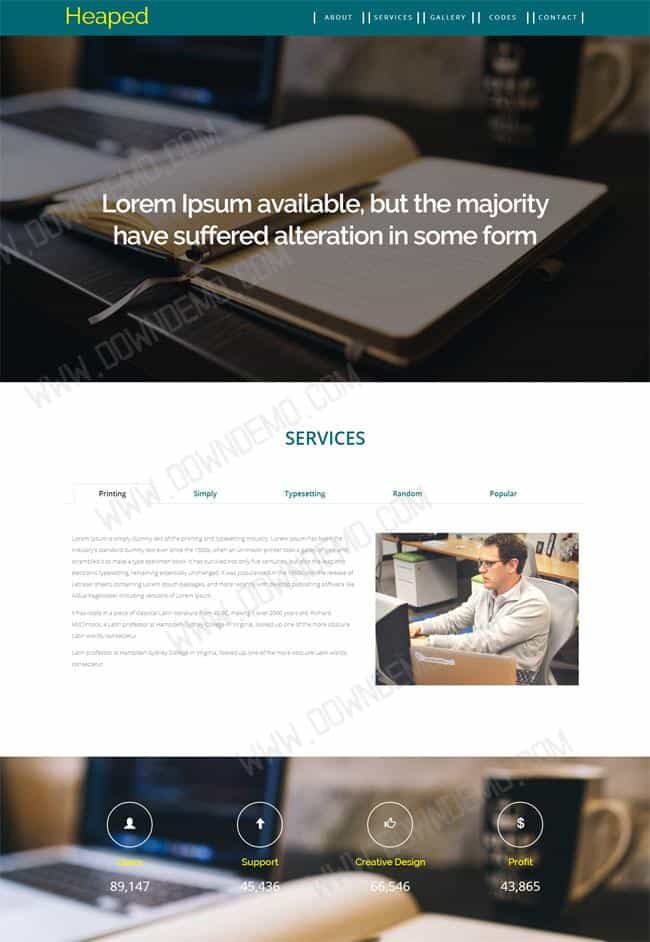 Heaped
ABOUT
SERVICES
GALLERY
CODES
CONTACT
Lorem Ipsum available, but the majority
have suffered alteration in some form
WWW.DOWNDEMO.COM
SERVICES
Printing
Simply
Typesetting
Random
Popular
Lorem Ipsum is simply dummy text of the printing and typesetting industry. Lorem Ipsum has been the
industry's standard dummy text ever since the 1500s, when an unknown printer took a galley of type and
scrambled it to make a type specimen book. It has survived not only five centuries, but also the leap into
electronic typesetting, remaining essentially unchanged. It was popularised in the 1960s with the release of
Letraset sheets containing Lorem Ipsum passages, and more recently with desktop publishing software like
Aldus PageMaker including versions of Lorem Ipsum.
It has roots in a piece of classical Latin literature from 45 BC, making it over 2000 years old. Richard
McClintock, a Latin professor at Hampden-Sydney College in Virginia, looked up one of the more obscure
Latin words, consectetur
Latin professor at Hampden-Sydney College in Virginia, looked up one of the more obscure Latin words,
consectetur
Support
Creative Design
Profit
89,147
45,436
66,546
43,865